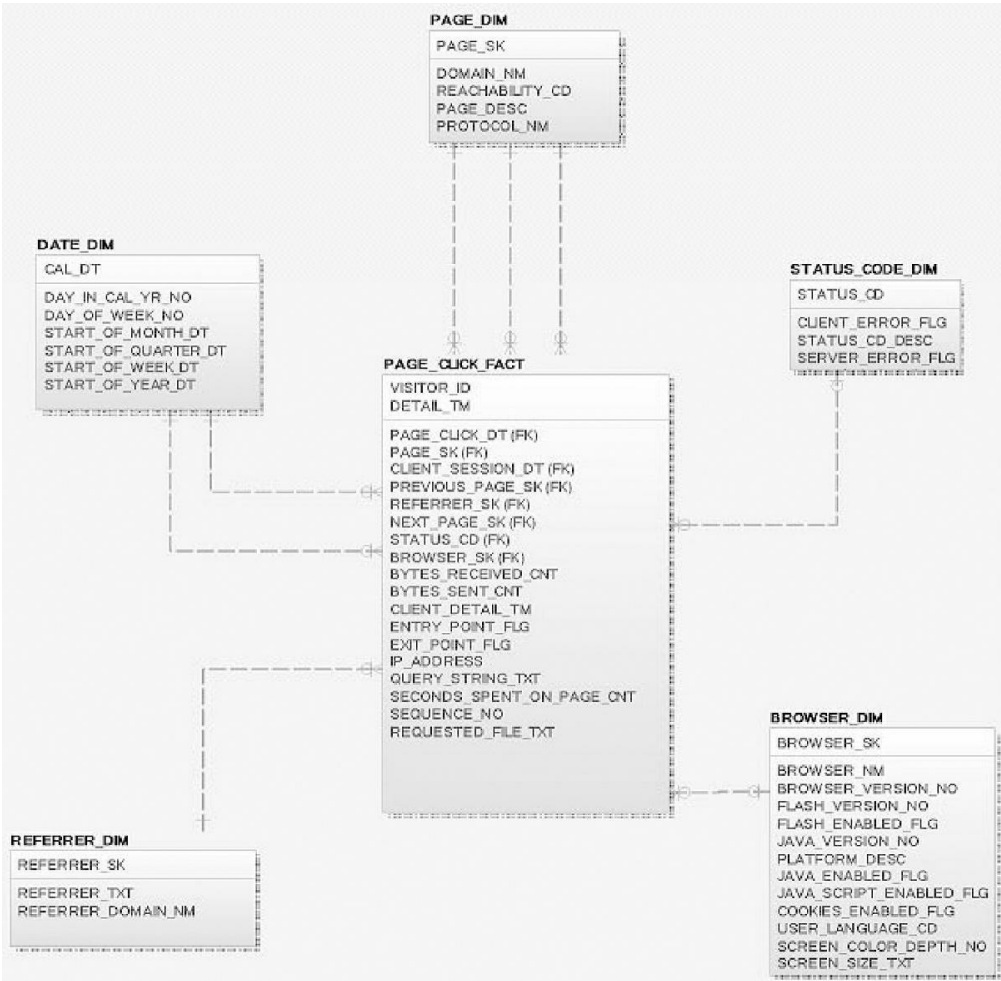 PAGE_DIM
PAGE_SK
DOMAIN_NM
REACHABILITY_CD
PAGE_DESC
PROTOCOL_NM
DATE_DIM
CAL_DT
DAY_IN_CAL_YR_NO
DAY_OF_WEEK_NO
START_OF_MONTH_DT
START_OF_QUARTER_DT
START_OF_WEEK_DT
START_OF_YEAR_DT
STATUS_CODE_DIM
STATUS_CD
CLIENT_ERROR_FLG
STATUS_CD_DESC
SERVER_ERROR_FLG
PAGE_CLICK_FACT
VISITOR_ID
DETAIL_TM
PAGE_CLICK_DT (FK)
PAGE_SK (FK)
CLIENT_SESSION_DT (FK)
PREVIOUS_PAGE_SK (FK)
REFERRER_SK (FK)
NEXT_PAGE_SK (FK)
STATUS_CD (FK)
BROWSER_SK (FK)
BYTES_RECEIVED_CNT
BYTES_SENT_CNT
CLIENT_DETAIL_TM
ENTRY_POINT_FLG
EXIT_POINT_FLG
IP_ADDRESS
QUERY_STRING_TXT
SECONDS_SPENT_ON_PAGE_CNT
SEQUENCE_NO
REQUESTED_FILE_TXT
REFERRER_DIM
REFERRER_SK
REFERRER_TXT
REFERRER_DOMAIN_NM
BROWSER_DIM
BROWSER_SK
BROWSER_NM
BROWSER_VERSION_NO
FLASH_VERSION_NO
FLASH_ENABLED_FLG
JAVA_VERSION_NO
PLATFORM_DESC
JAVA_ENABLED_FLG
JAVA_SCRIPT_ENABLED_FLG
COOKIES_ENABLED_FLG
USER_LANGUAGE_CD
SCREEN_COLOR_DEPTH_NO
SCREEN_SIZE_TXT